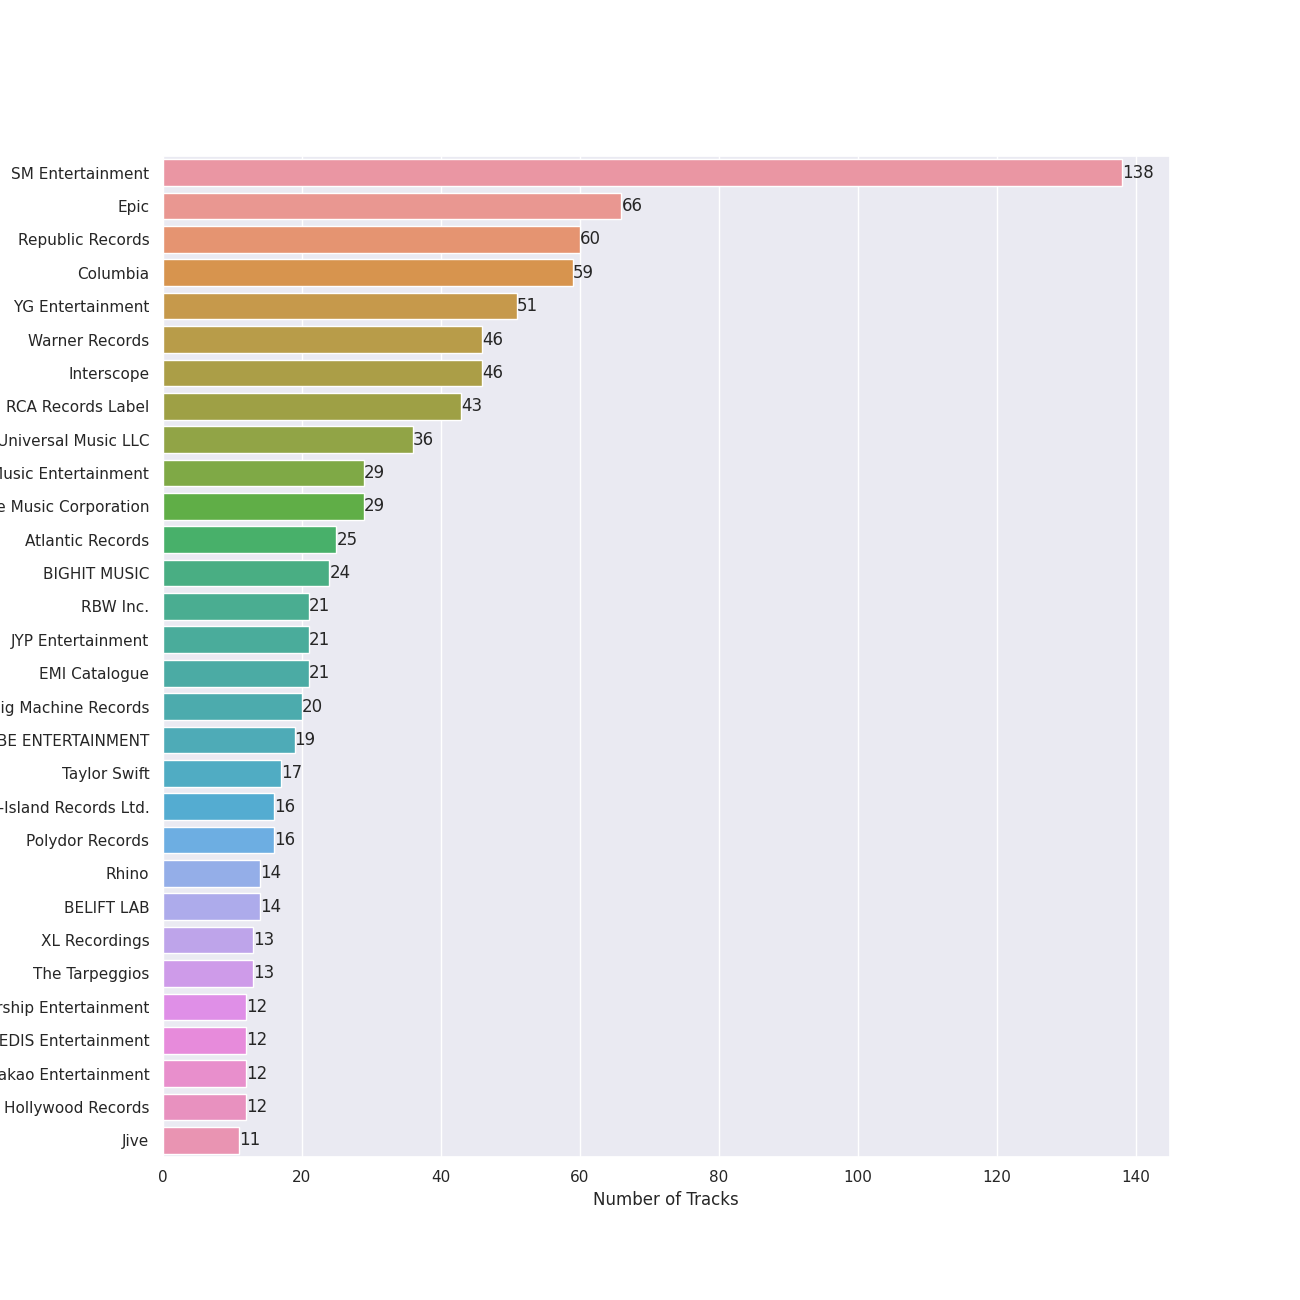 SM Entertainment 138
Epic 66
Republic Records 60
Columbia 59
YG Entertainment 51
Warner Records 46
Interscope 46
RCA Records Label 43
Universal Music LLC 36
Music Entertainment 29
e Music Corporation 29
Atlantic Records 25
BIGHIT MUSIC 24
RBW Inc. 21
JYP Entertainment 21
EMI Catalogue 21
ig Machine Records 20
BE ENTERTAINMENT 19
Taylor Swift 17
-Island Records Ltd. 16
Polydor Records 16
Rhino 14
BELIFT LAB 14
XL Recordings 13
The Tarpeggios 13
rship Entertainment 12
EDIS Entertainment 12
akao Entertainment 12
Hollywood Records 12
Jive 11
0 20 40 60 80 100 120 140
Number of Tracks